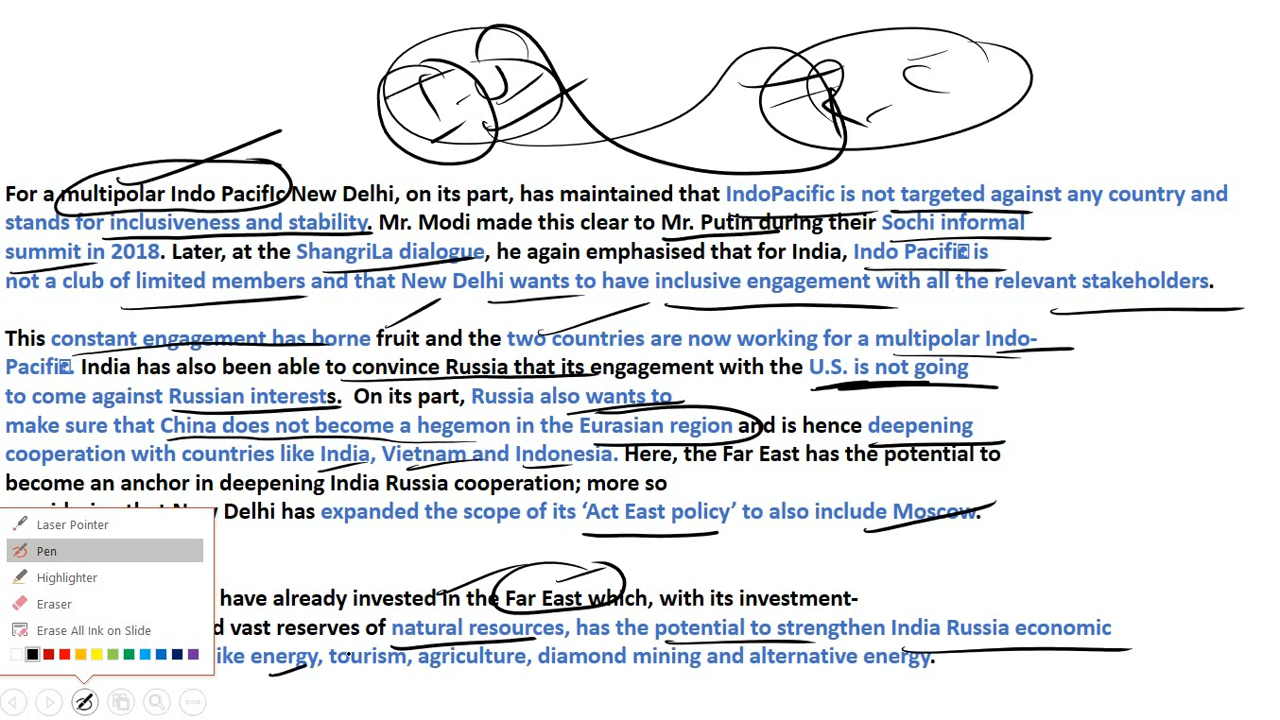 For a multipolar Indo Pacific New Delhi, on its part, has maintained that IndoPacific is not targeted against any country and
stands for inclusiveness and stability. Mr. Modi made this clear to Mr. Putin during their Sochi informal
summit in 2018. Later, at the ShangriLa dialogue, he again emphasised that for India, Indo Pacific is
not a club of limited members and that New Delhi wants to have inclusive engagement with all the relevant stakeholders.
This constant engagement has borne fruit and the two countries are now working for a multipolar Indo-
Pacific. India has also been able to convince Russia that its engagement with the U.S. is not going
to come against Russian interests. On its part, Russia also wants to
make sure that China does not become a hegemon in the Eurasian region and is hence deepening
cooperation with countries like India, Vietnam and Indonesia. Here, the Far East has the potential to
become an anchor in deepening India Russia cooperation; more so
Delhi has expanded the scope of its ‘Act East policy’ to also include Moscow.
have already invested in the Far East which, with its investment-
vast reserves of natural resources, has the potential to strengthen India Russia economic
energy, tourism, agriculture, diamond mining and alternative energy.
Laser Pointer
Pen
Highlighter
Eraser
Erase All Ink on Slide